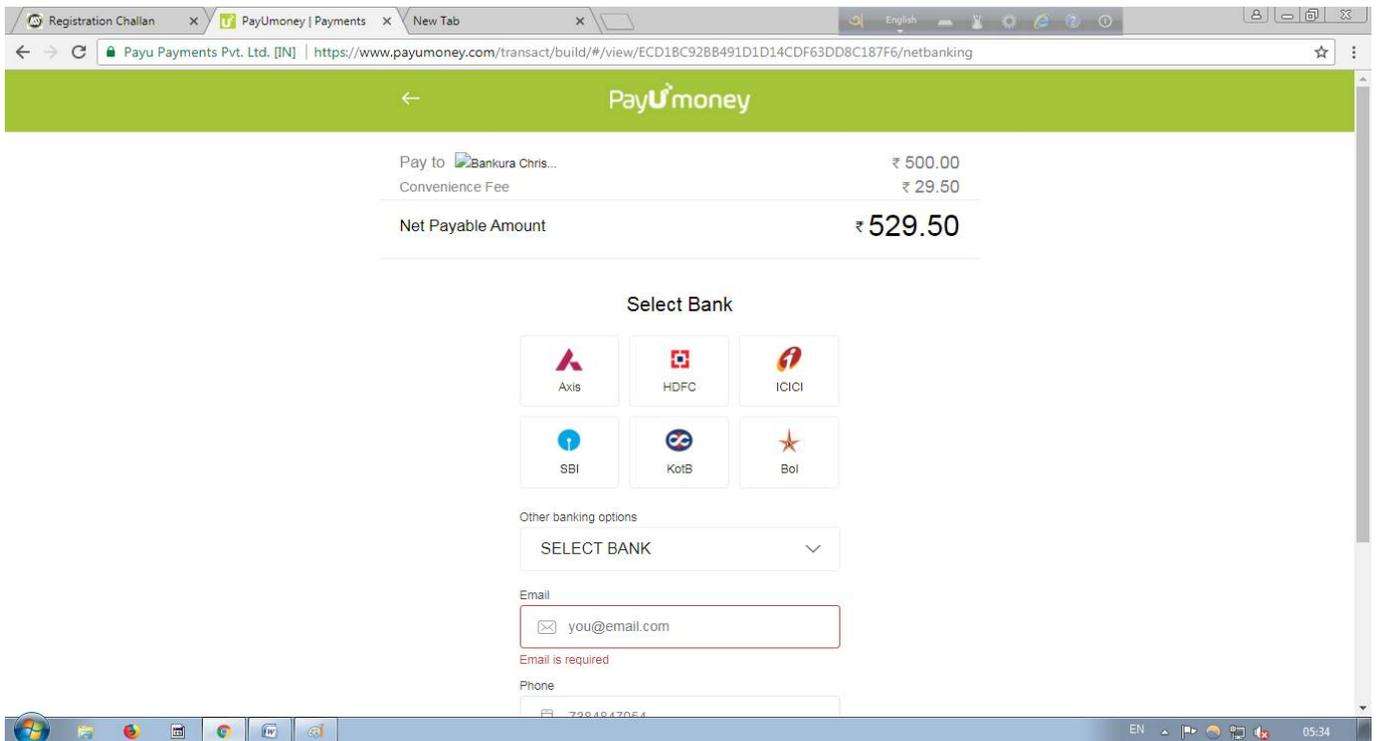 Registration Challan
PayUmoney | Payments
New Tab
English
Payu Payments Pvt. Ltd. [IN] | https://www.payumoney.com/transact/build/#/view/ECD1BC92BB491D1D14CDF63DD8C187F6/netbanking
PayUmoney
Pay to Bankura Chris... ₹ 500.00
Convenience Fee ₹ 29.50
Net Payable Amount ₹ 529.50
Select Bank
Axis HDFC ICICI
SBI KotB BoI
Other banking options
SELECT BANK
Email
you@email.com
Email is required
Phone
EN 05:34